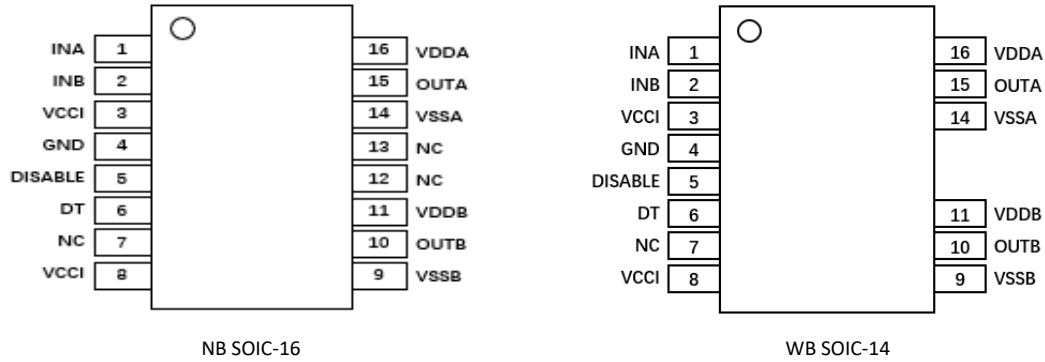 INA 1 16 VDDA
INB 2 15 OUTA
VCCI 3 14 VSSA
GND 4 13 NC
DISABLE 5 12 NC
DT 6 11 VDDB
NC 7 10 OUTB
VCCI 8 9 VSSB
NB SOIC-16
INA 1 16 VDDA
INB 2 15 OUTA
VCCI 3 14 VSSA
GND 4
DISABLE 5
DT 6 11 VDDB
NC 7 10 OUTB
VCCI 8 9 VSSB
WB SOIC-14